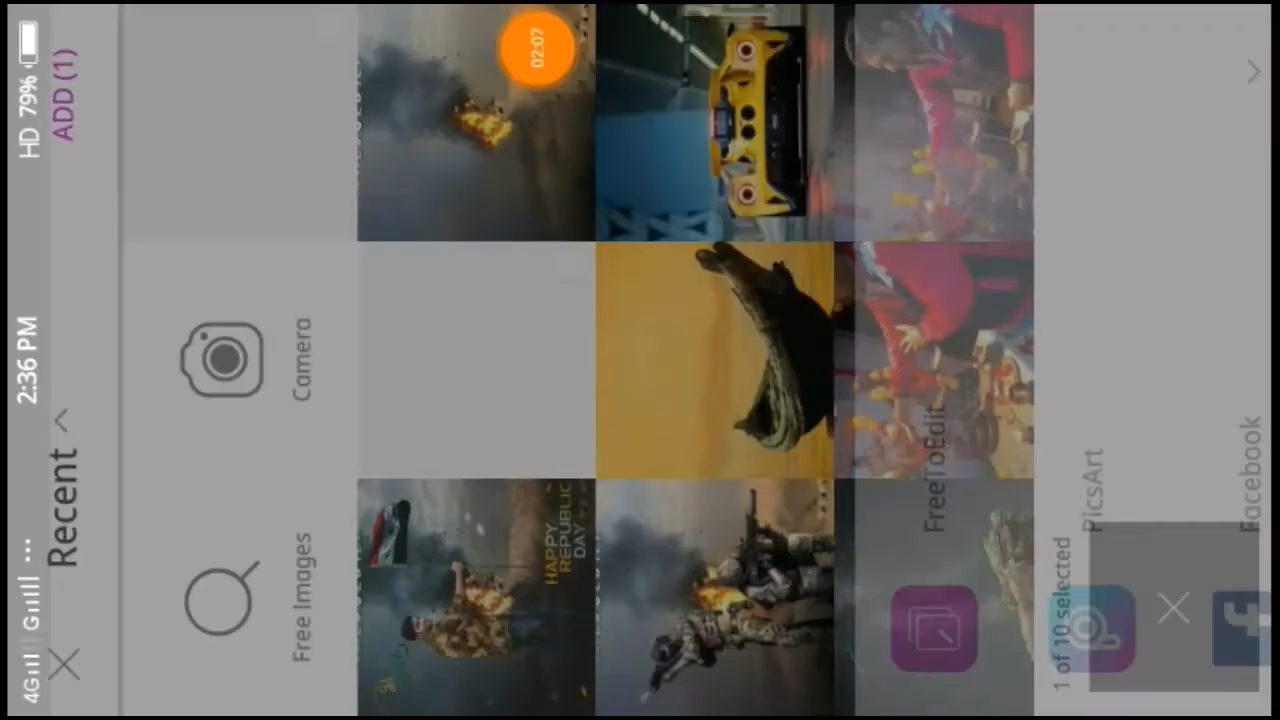 4G G ... 2:36 PM HD 79%
Recent ADD (1)
Free Images Camera
02:07
HAPPY
REPUBLIC
DAY
FreeToEdit
1 of 10 selected
PicsArt
Facebook